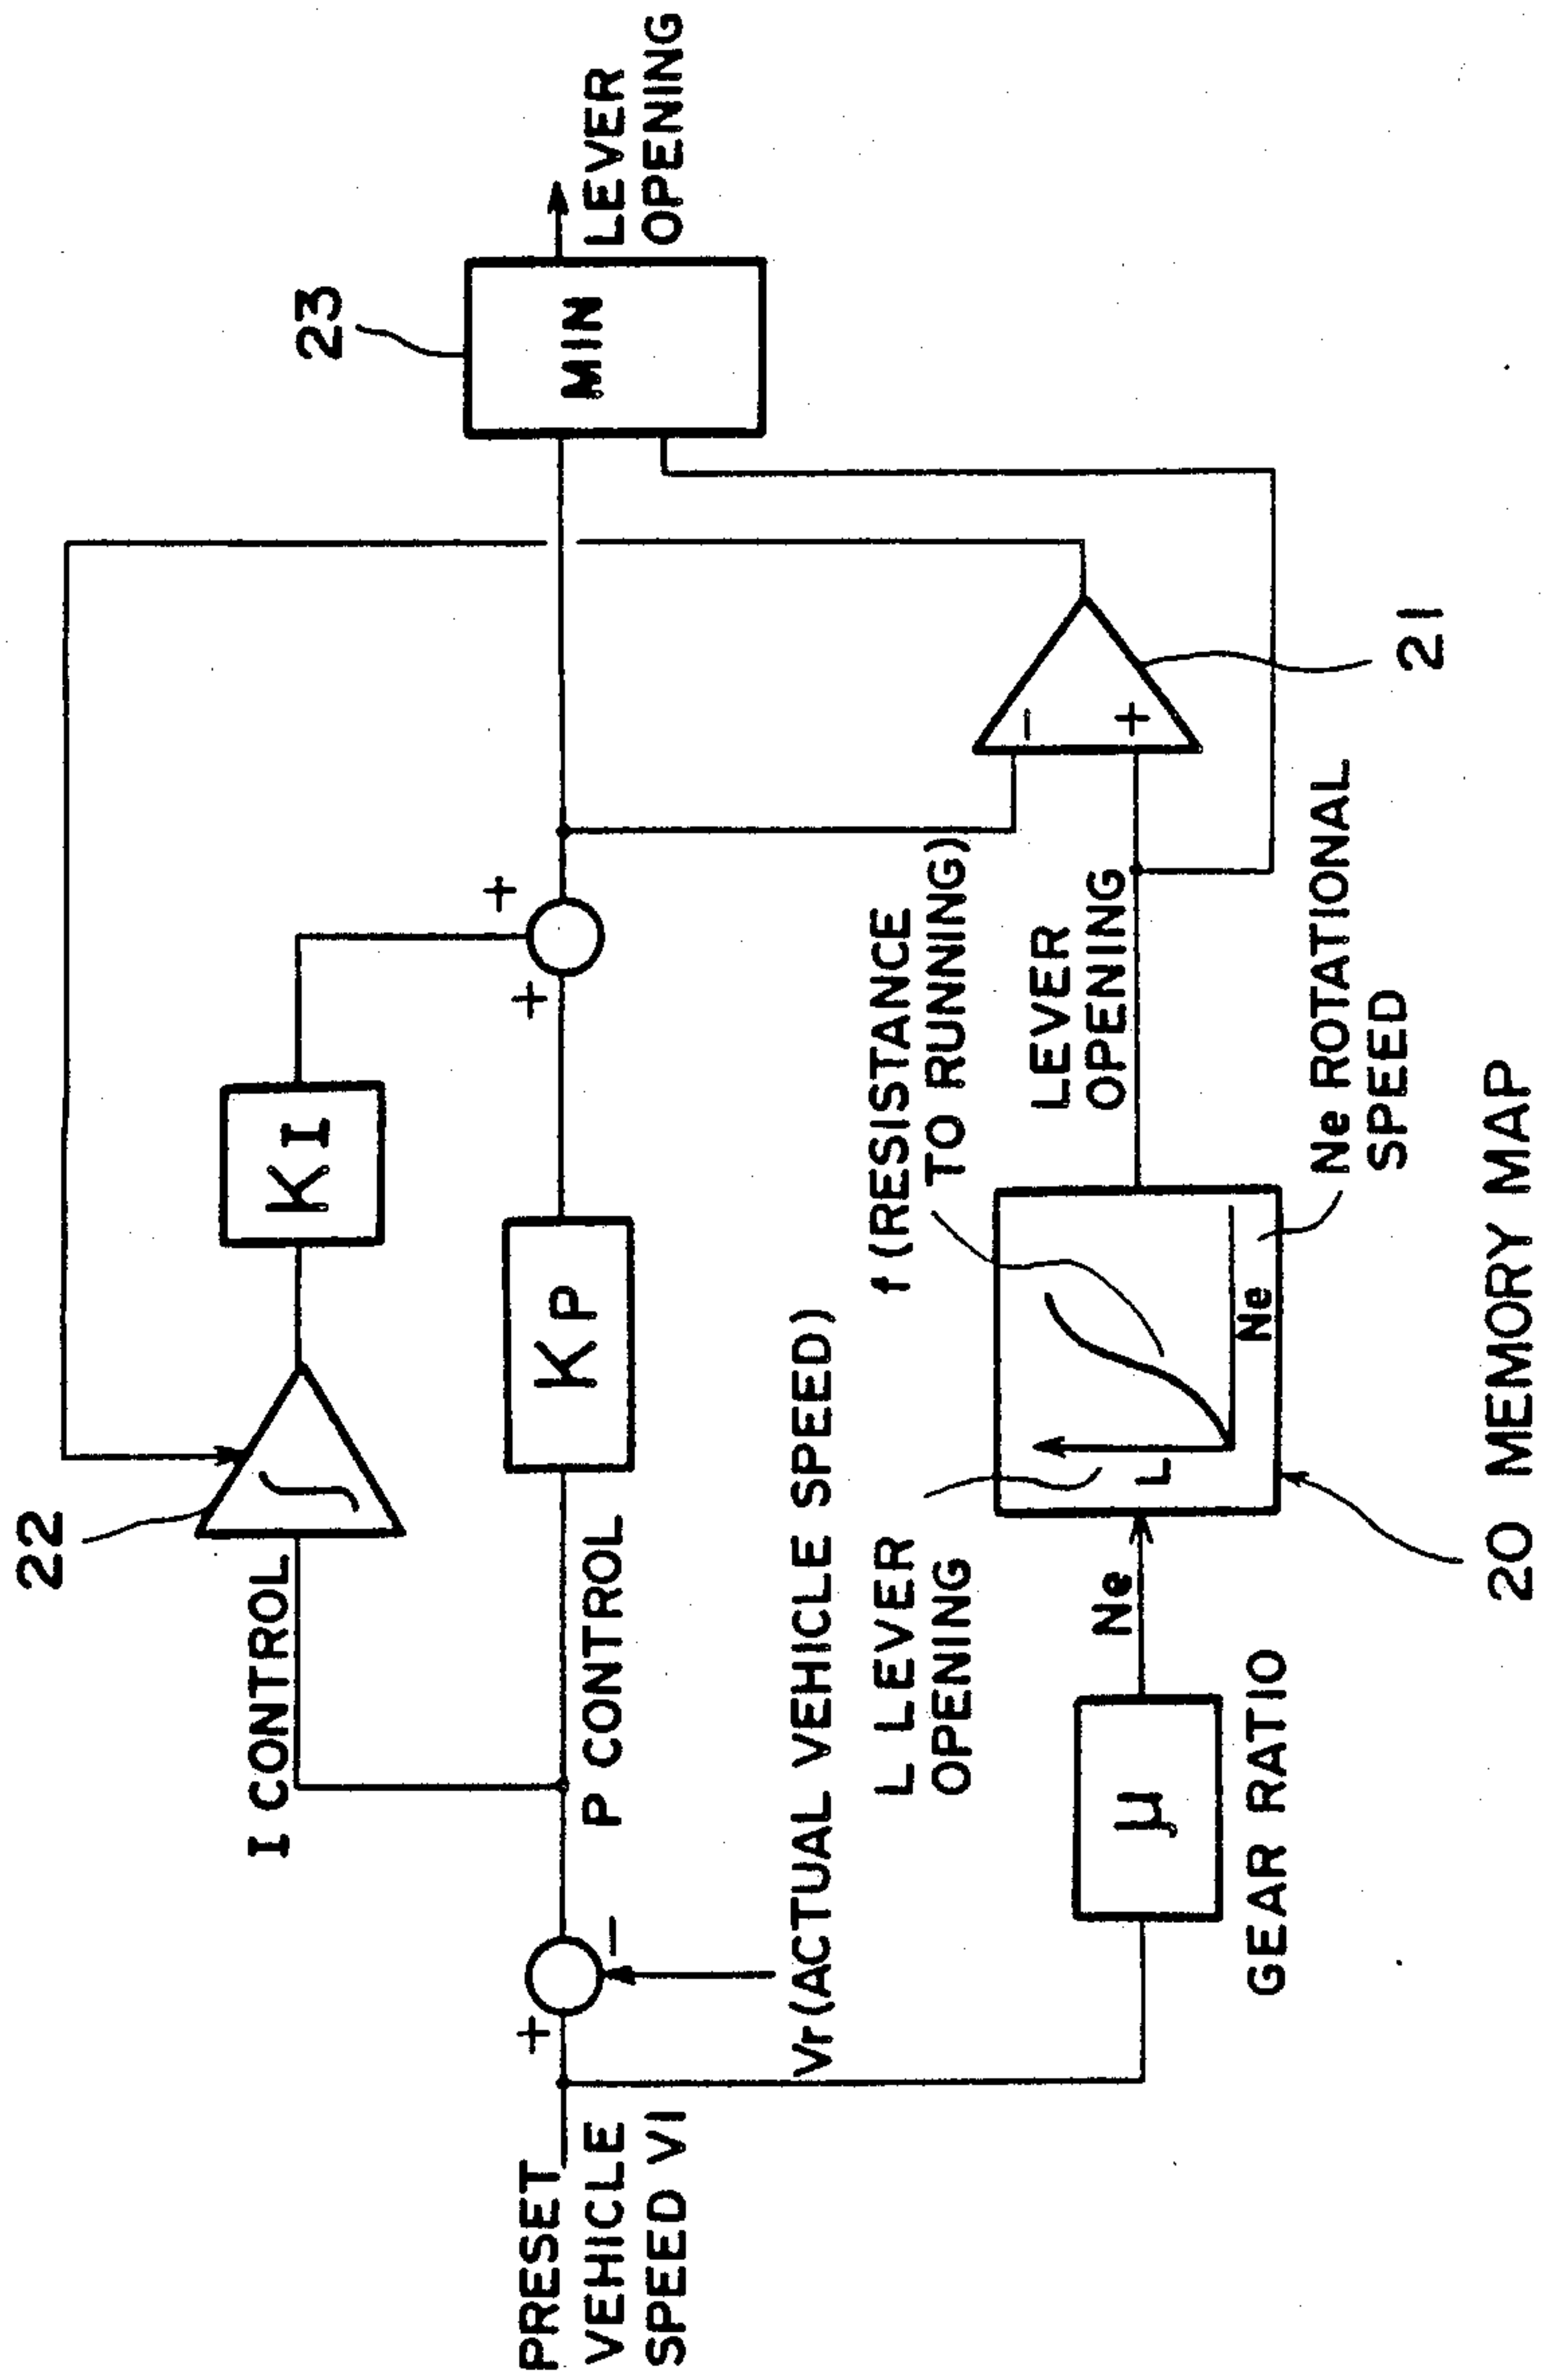 22
23
I CONTROL
KI
+
+
MIN
LEVER
OPENING
PRESET
VEHICLE
SPEED VI
+
−
P CONTROL
KP
Vr (ACTUAL VEHICLE SPEED)
L LEVER
OPENING
f (RESISTANCE
TO RUNNING)
−
+
LEVER
OPENING
μ
Ne
L
Ne
GEAR RATIO
Ne ROTATIONAL
SPEED
21
20 MEMORY MAP